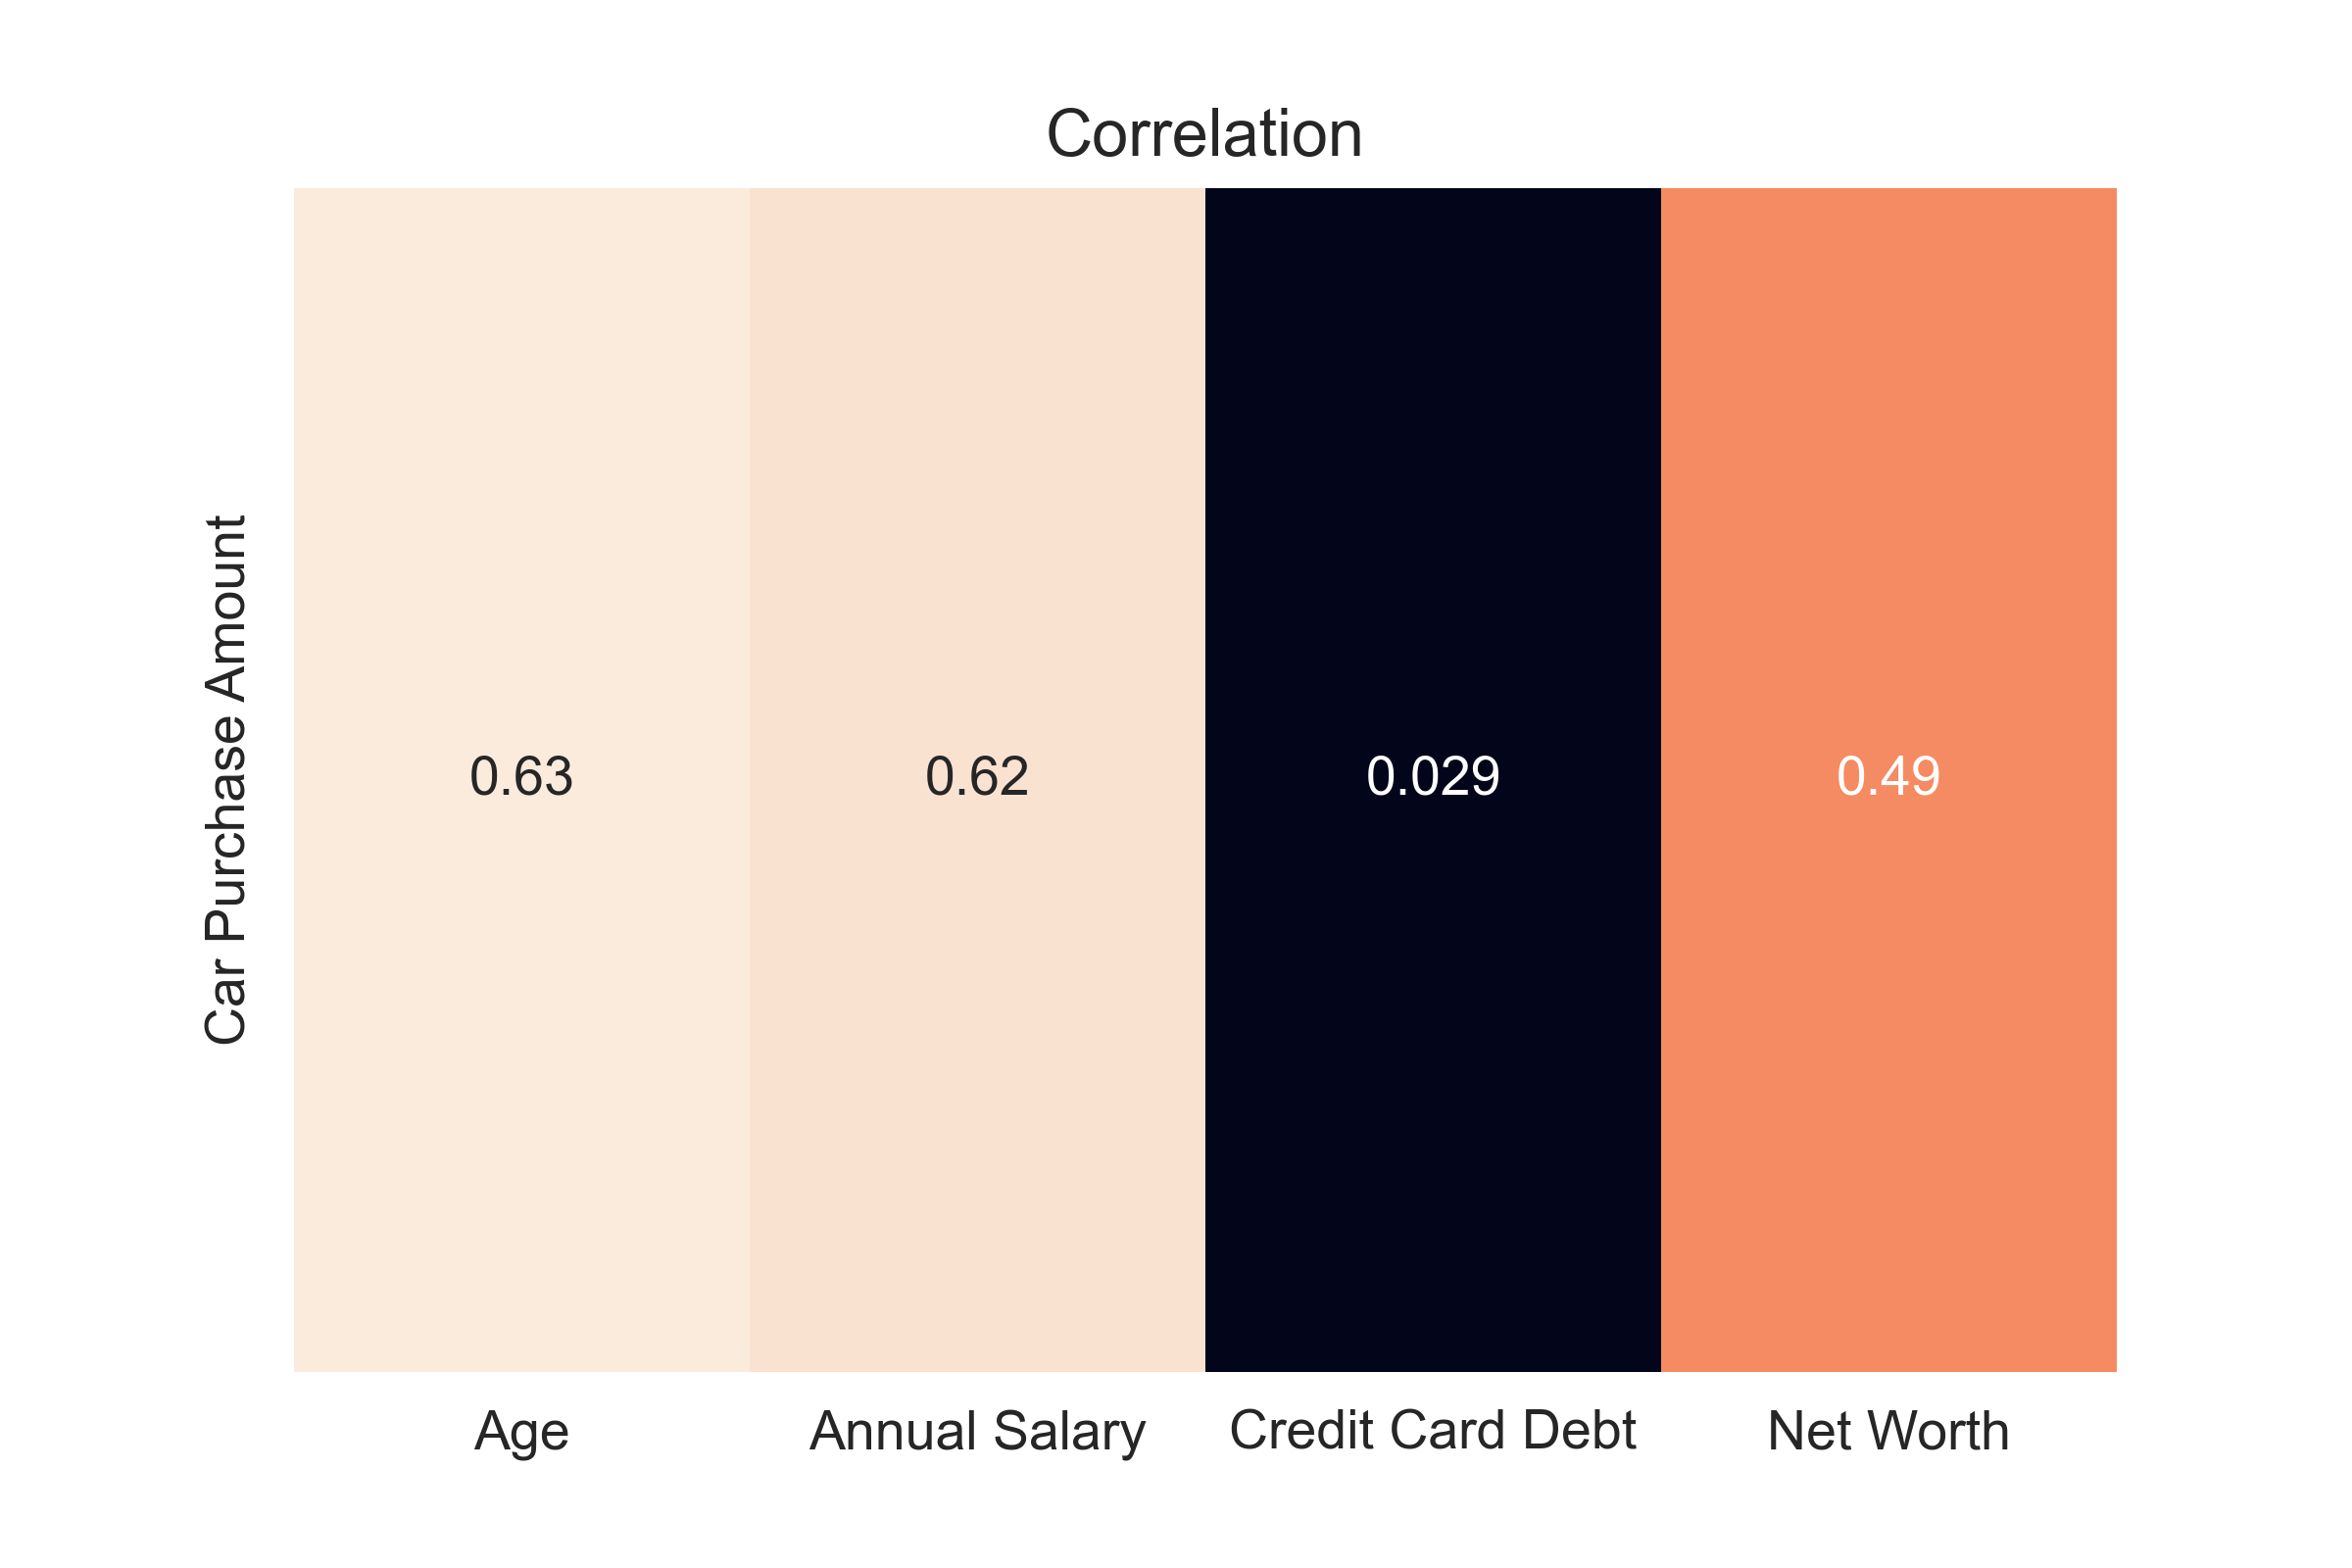 Correlation
Car Purchase Amount
0.63
0.62
0.029
0.49
Age
Annual Salary
Credit Card Debt
Net Worth